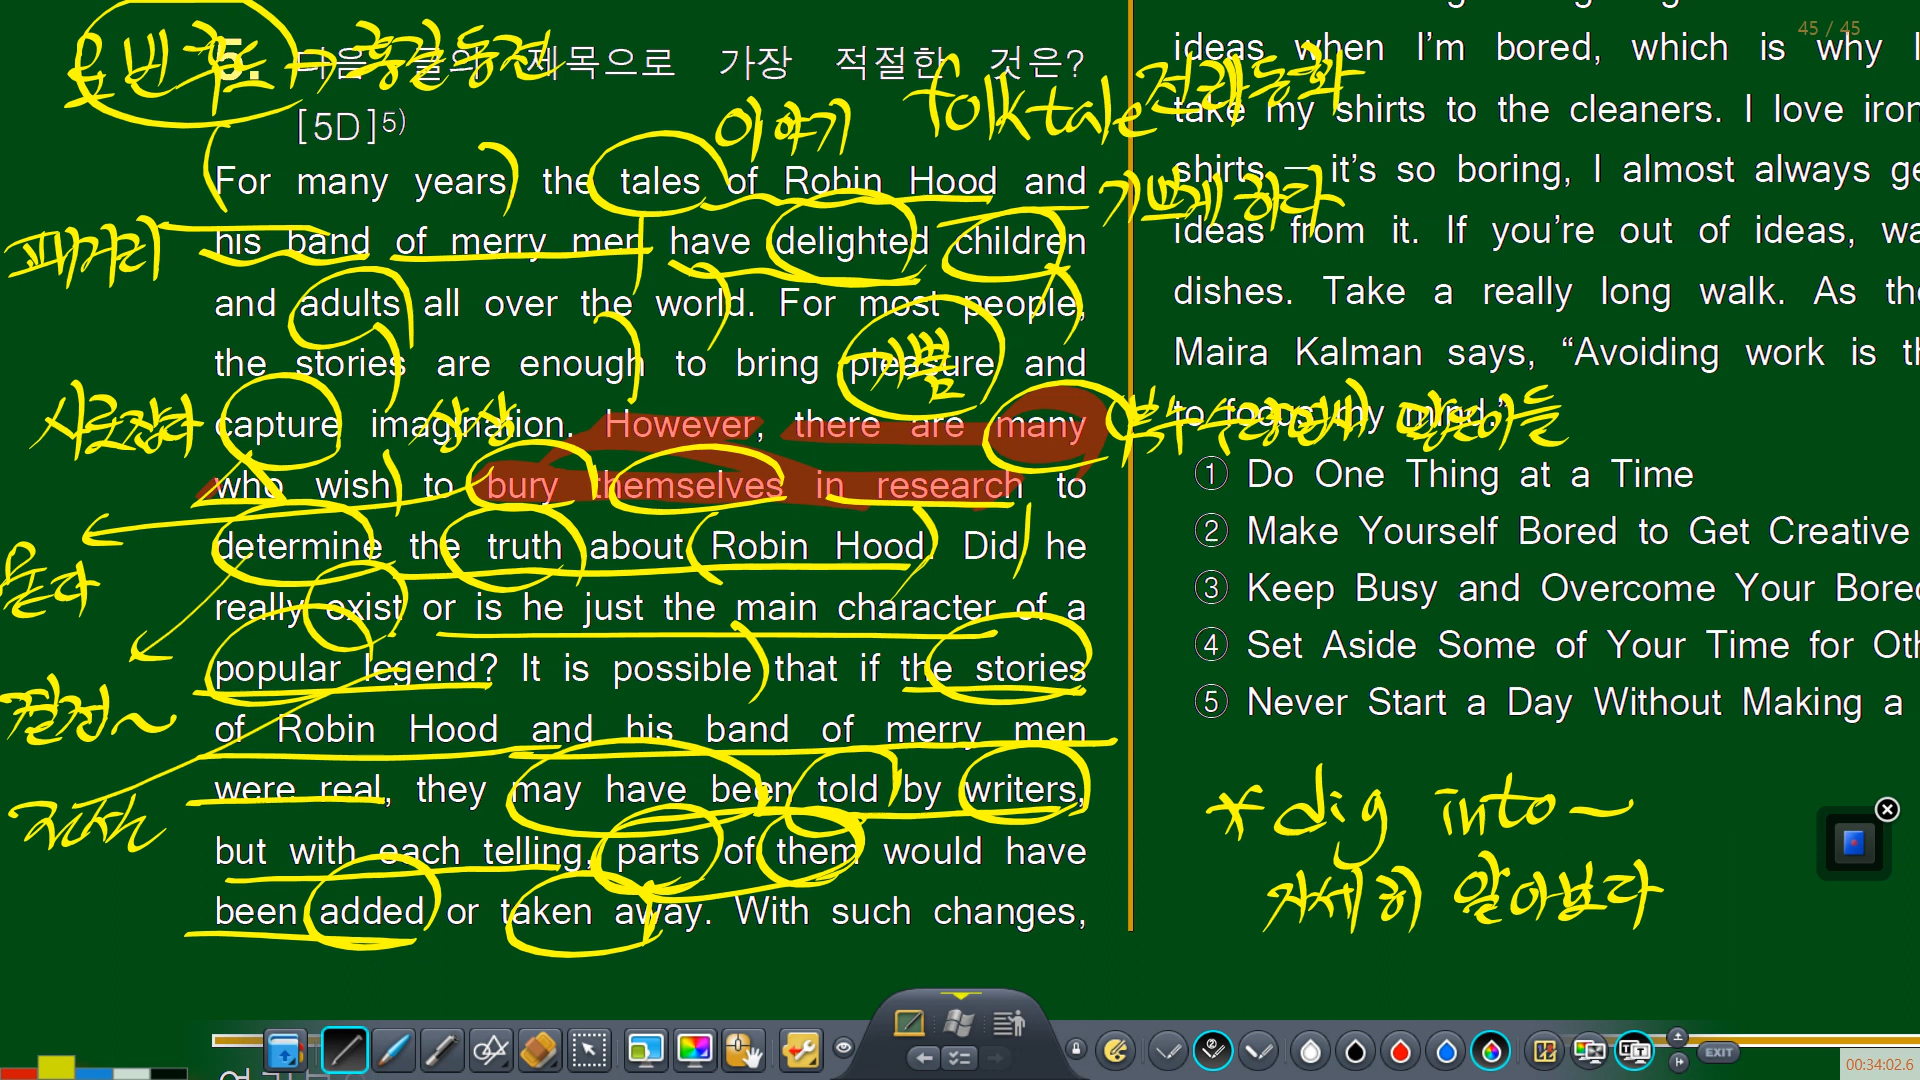 5. 다음 글의 제목으로 가장 적절한 것은?
[5D]5)
이야기
folktale 전래동화
For many years the tales of Robin Hood and
기쁘게 하다
패거리
his band of merry men have delighted children
and adults all over the world. For most people,
the stories are enough to bring pleasure and
기쁨
사로잡다
상상
capture imagination. However, there are many
who wish to bury themselves in research to
묻다
determine the truth about Robin Hood. Did he
really exist or is he just the main character of a
popular legend? It is possible that if the stories
결정~
of Robin Hood and his band of merry men
were real, they may have been told by writers,
but with each telling, parts of them would have
been added or taken away. With such changes,
45 / 45
ideas when I'm bored, which is why I
take my shirts to the cleaners. I love iron
shirts — it's so boring, I almost always ge
ideas from it. If you're out of ideas, wa
dishes. Take a really long walk. As the
Maira Kalman says, “Avoiding work is th
to focus my mind.”
① Do One Thing at a Time
② Make Yourself Bored to Get Creative
③ Keep Busy and Overcome Your Bored
④ Set Aside Some of Your Time for Oth
⑤ Never Start a Day Without Making a
* dig into~
자세히 알아보다
EXIT
00:34:02.6